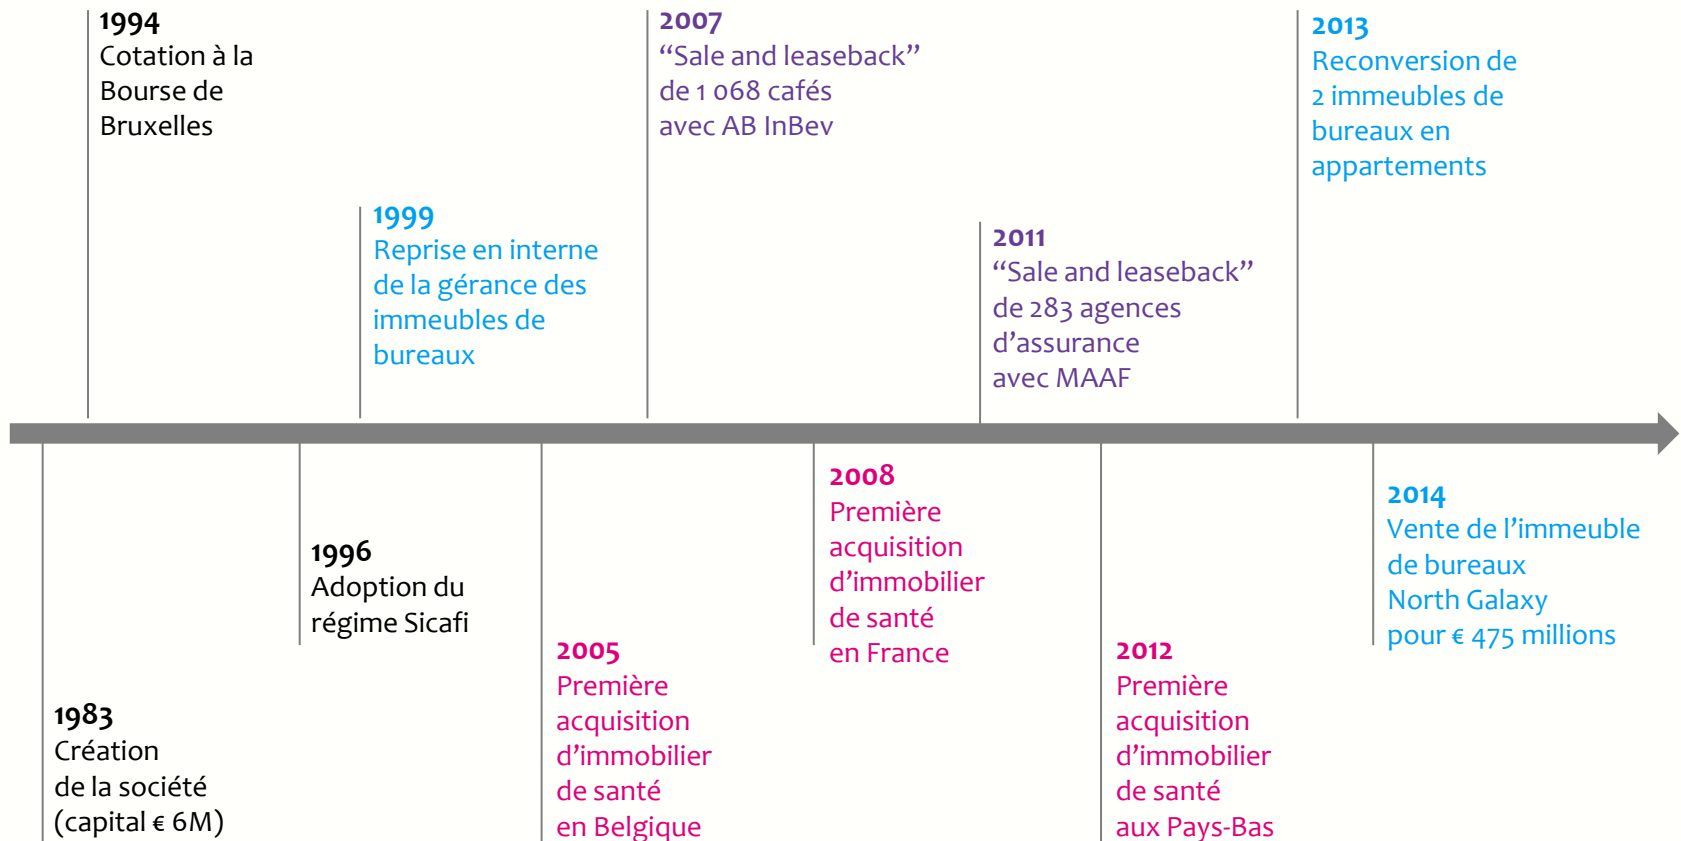 1994
Cotation à la
Bourse de
Bruxelles
1999
Reprise en interne
de la gérance des
immeubles de
bureaux
2007
“Sale and leaseback”
de 1 068 cafés
avec AB InBev
2011
“Sale and leaseback”
de 283 agences
d’assurance
avec MAAF
2013
Reconversion de
2 immeubles de
bureaux en
appartements
1983
Création
de la société
(capital € 6M)
1996
Adoption du
régime Sicafi
2005
Première
acquisition
d’immobilier
de santé
en Belgique
2008
Première
acquisition
d’immobilier
de santé
en France
2012
Première
acquisition
d’immobilier
de santé
aux Pays-Bas
2014
Vente de l’immeuble
de bureaux
North Galaxy
pour € 475 millions